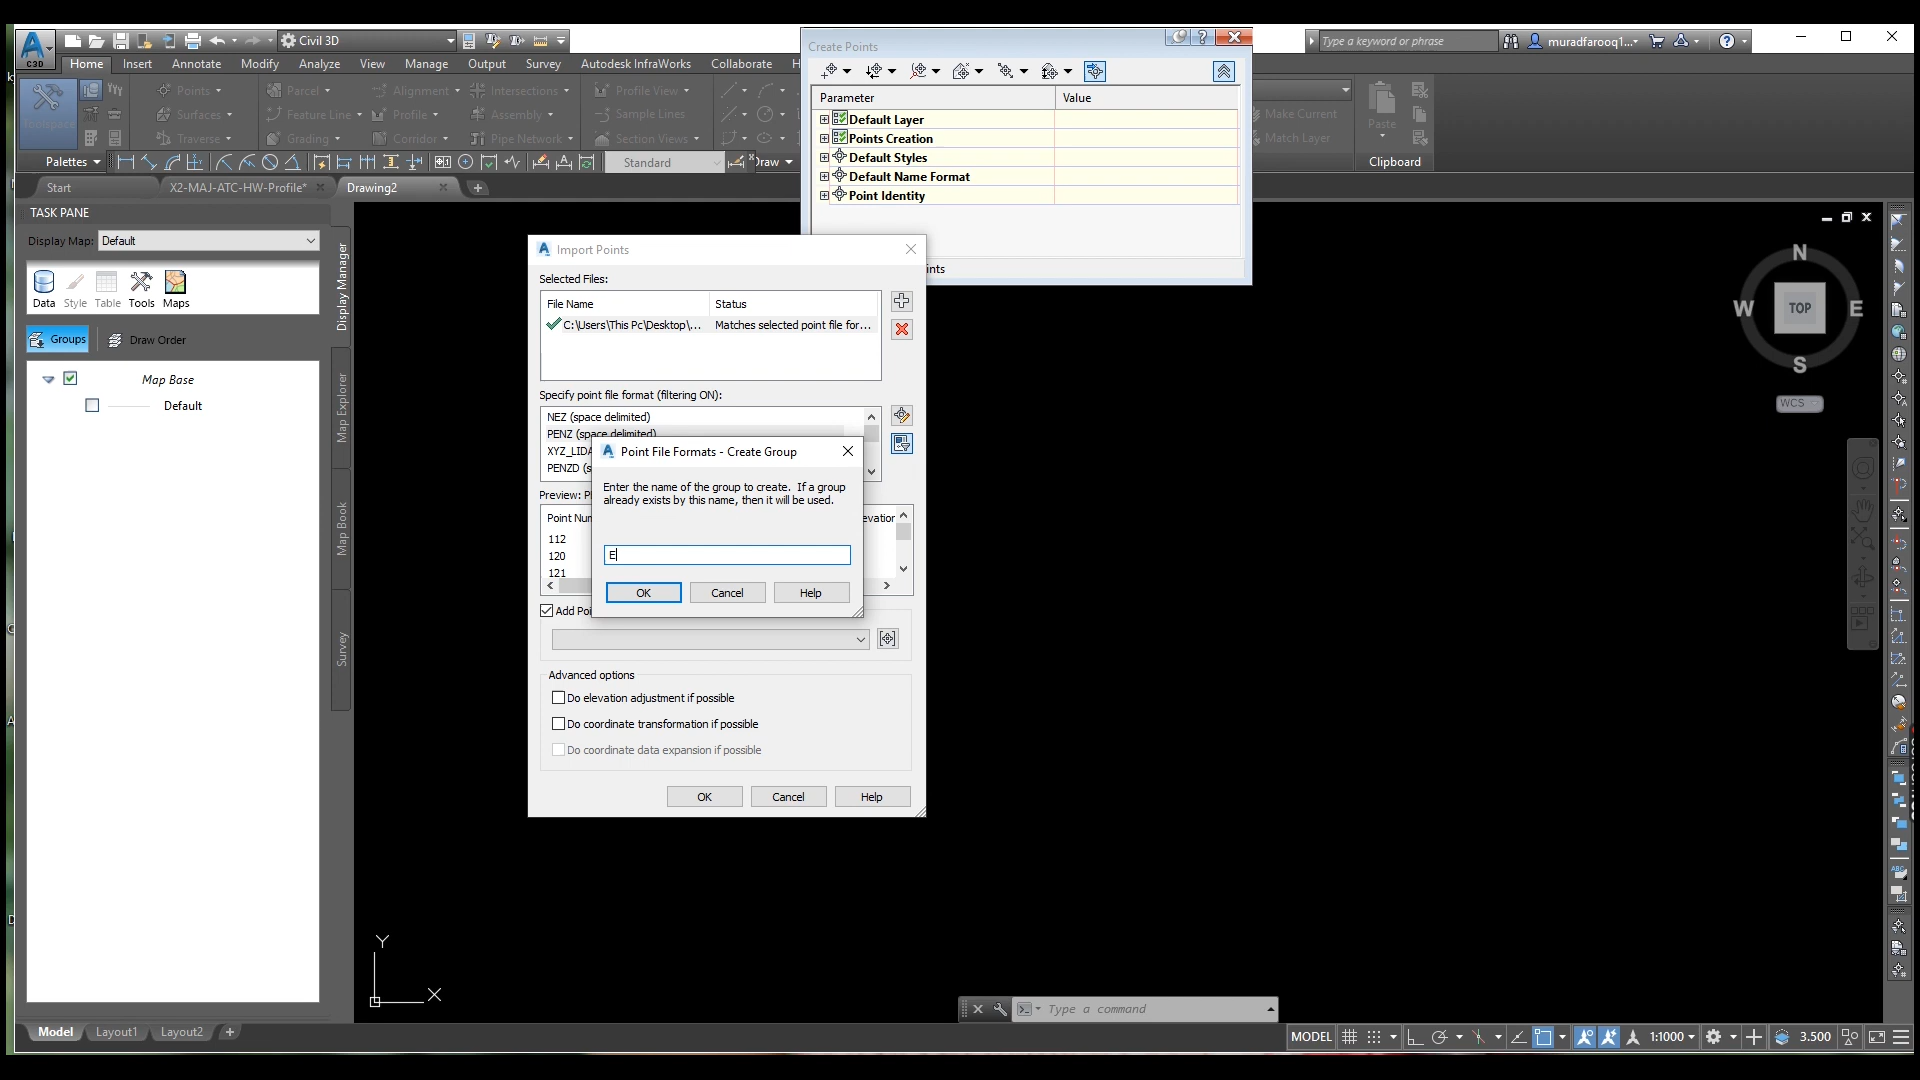 C3D
Civil 3D
Type a keyword or phrase
muradfarooq1...
Home Insert Annotate Modify Analyze View Manage Output Survey Autodesk InfraWorks Collaborate H
Toolspace
Points
Surfaces
Traverse
Parcel
Feature Line
Grading
Alignment
Profile
Corridor
Intersections
Assembly
Pipe Network
Profile View
Sample Lines
Section Views
Make Current
Match Layer
Paste
Palettes
Standard
Draw
Clipboard
Start
X2-MAJ-ATC-HW-Profile*
Drawing2
Create Points
Parameter Value
Default Layer
Points Creation
Default Styles
Default Name Format
Point Identity
ints
TASK PANE
Display Map: Default
Data Style Table Tools Maps
Groups Draw Order
Map Base
Default
Display Manager
Map Explorer
Map Book
Survey
Import Points
Selected Files:
File Name Status
C:\Users\This Pc\Desktop\... Matches selected point file for...
Specify point file format (filtering ON):
NEZ (space delimited)
PENZ (space delimited)
XYZ_LIDA
PENZD (s
Preview: P
Point Num
evation
112
120
121
Point File Formats - Create Group
Enter the name of the group to create. If a group
already exists by this name, then it will be used.
E
OK Cancel Help
Add Poi
Advanced options
Do elevation adjustment if possible
Do coordinate transformation if possible
Do coordinate data expansion if possible
OK Cancel Help
N
W TOP E
S
WCS
Y
X
Type a command
Model Layout1 Layout2
MODEL 1:1000 3.500